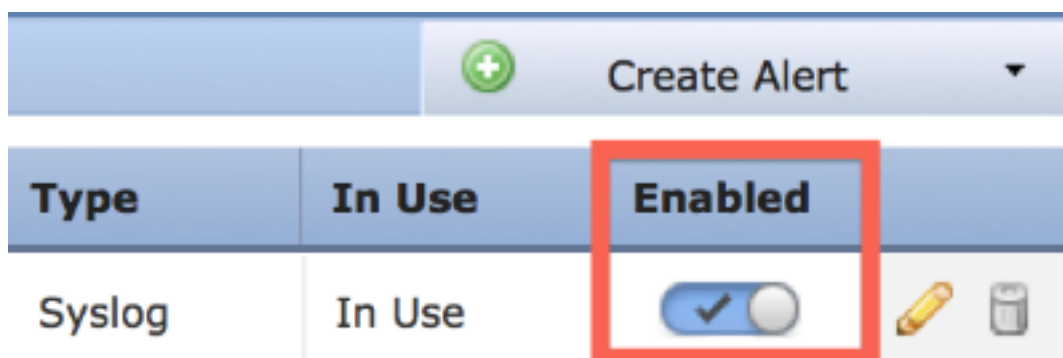 Create Alert
Type In Use Enabled
Syslog In Use